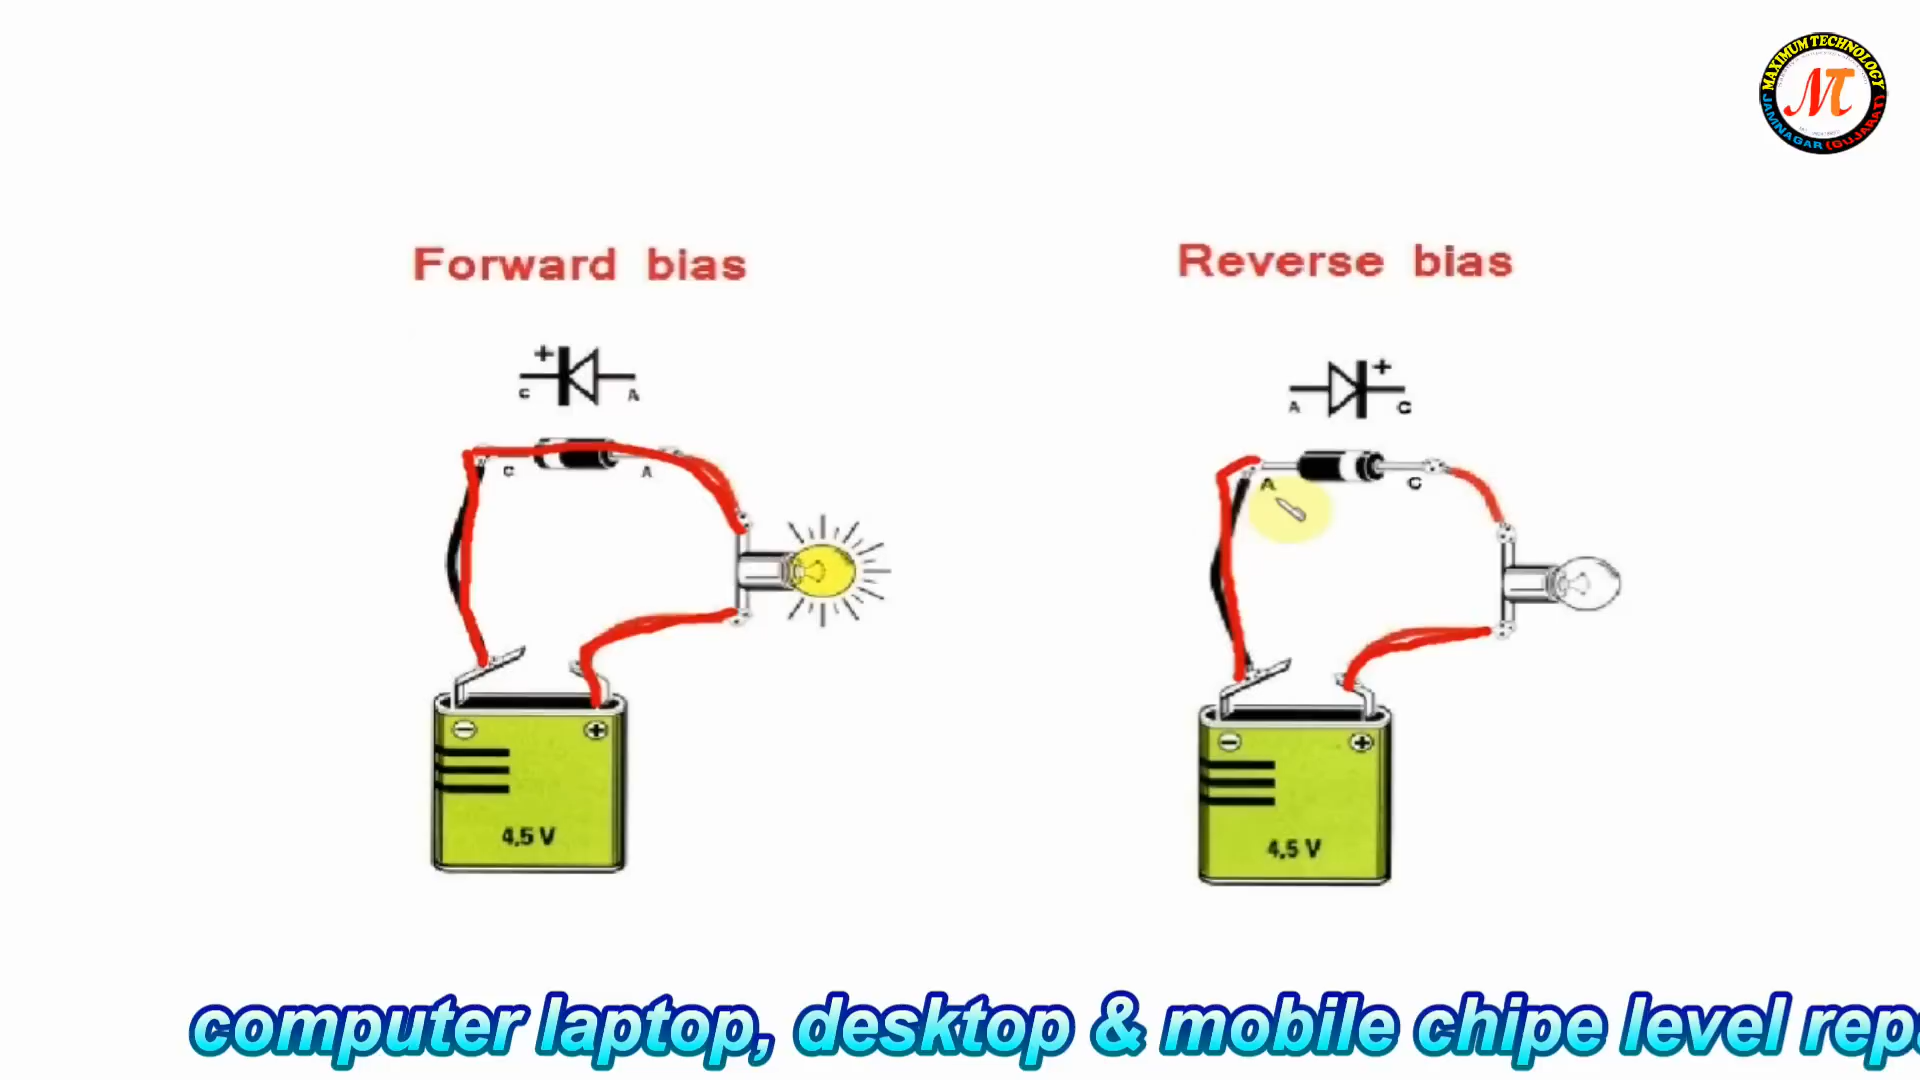 MAXIMUM TECHNOLOGY
MT
JAMNAGAR (GUJARAT)
Forward bias
Reverse bias
+
C A
+
A C
C A
A C
− +
4,5 V
− +
4,5 V
computer laptop, desktop & mobile chipe level rep